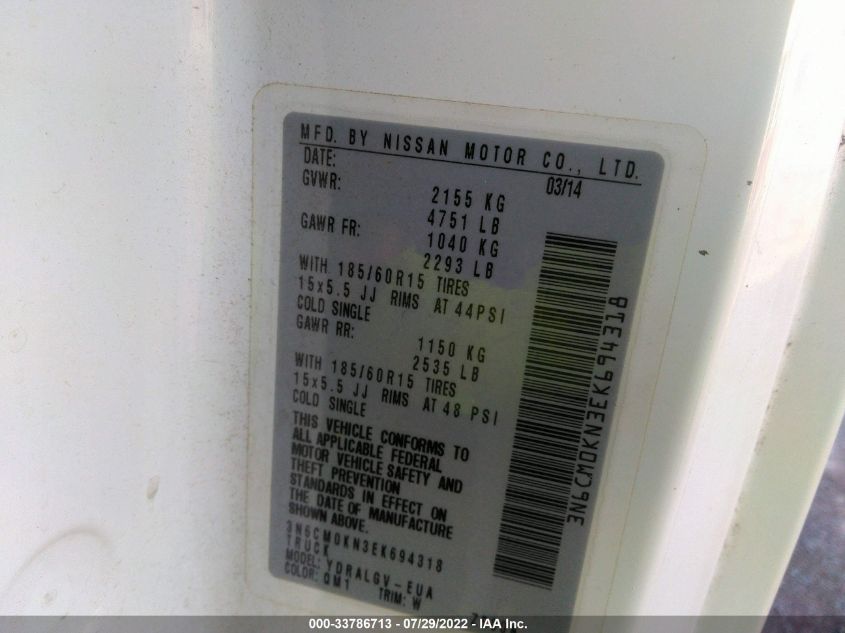 MFD. BY NISSAN MOTOR CO., LTD.
DATE: 03/14
GVWR: 2155 KG
4751 LB
GAWR FR: 1040 KG
2293 LB
WITH 185/60R15 TIRES
15x5.5 JJ RIMS AT 44PSI
COLD SINGLE
GAWR RR: 1150 KG
2535 LB
WITH 185/60R15 TIRES
15x5.5 JJ RIMS AT 48 PSI
COLD SINGLE
THIS VEHICLE CONFORMS TO
ALL APPLICABLE FEDERAL
MOTOR VEHICLE SAFETY AND
THEFT PREVENTION
STANDARDS IN EFFECT ON
THE DATE OF MANUFACTURE
SHOWN ABOVE.
3N6CM0KN3EK694318
TRUCK
MODEL: YDRALGV-EUA
COLOR: QM1 TRIM: W
3N6CM0KN3EK694318
000-33786713 - 07/29/2022 - IAA Inc.